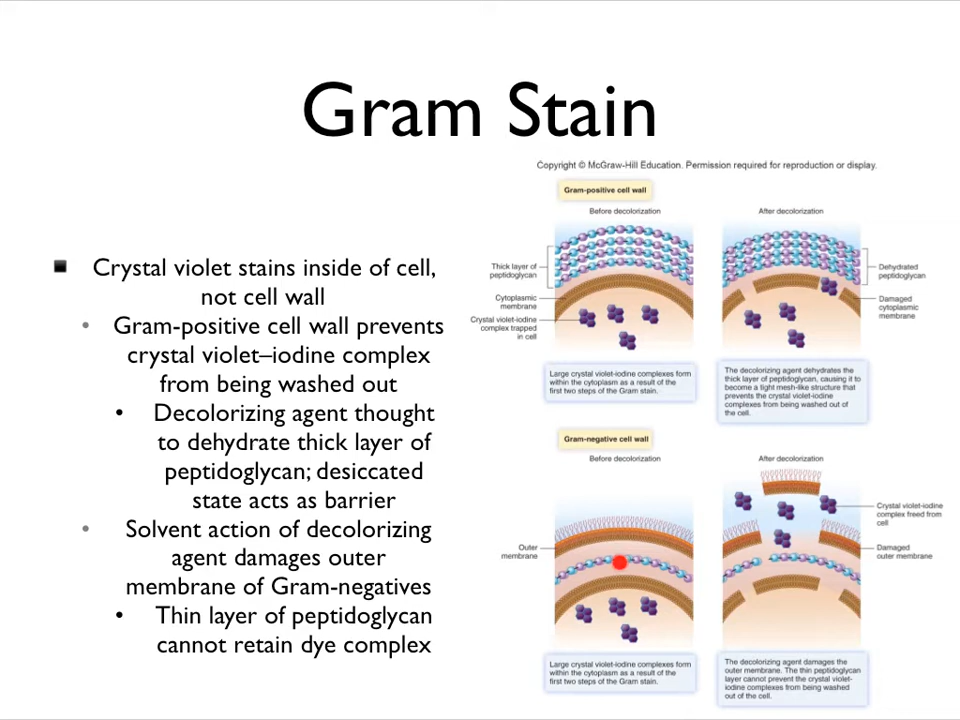 Gram Stain
Copyright © McGraw-Hill Education. Permission required for reproduction or display.
Crystal violet stains inside of cell,
not cell wall
Gram-positive cell wall prevents
crystal violet–iodine complex
from being washed out
Decolorizing agent thought
to dehydrate thick layer of
peptidoglycan; desiccated
state acts as barrier
Solvent action of decolorizing
agent damages outer
membrane of Gram-negatives
Thin layer of peptidoglycan
cannot retain dye complex
Gram-positive cell wall
Before decolorization
After decolorization
Thick layer of
peptidoglycan
Cytoplasmic
membrane
Crystal violet-iodine
complex trapped
in cell
Dehydrated
peptidoglycan
Damaged
cytoplasmic
membrane
Large crystal violet-iodine complexes form
within the cytoplasm as a result of the
first two steps of the Gram stain.
The decolorizing agent dehydrates the
thick layer of peptidoglycan, causing it to
become a tight mesh-like structure that
prevents the crystal violet-iodine
complexes from being washed out of
the cell.
Gram-negative cell wall
Before decolorization
After decolorization
Outer
membrane
Crystal violet-iodine
complex freed from
cell
Damaged
outer membrane
Large crystal violet-iodine complexes form
within the cytoplasm as a result of the
first two steps of the Gram stain.
The decolorizing agent damages the
outer membrane. The thin peptidoglycan
layer cannot prevent the crystal violet-
iodine complexes from being washed
out of the cell.